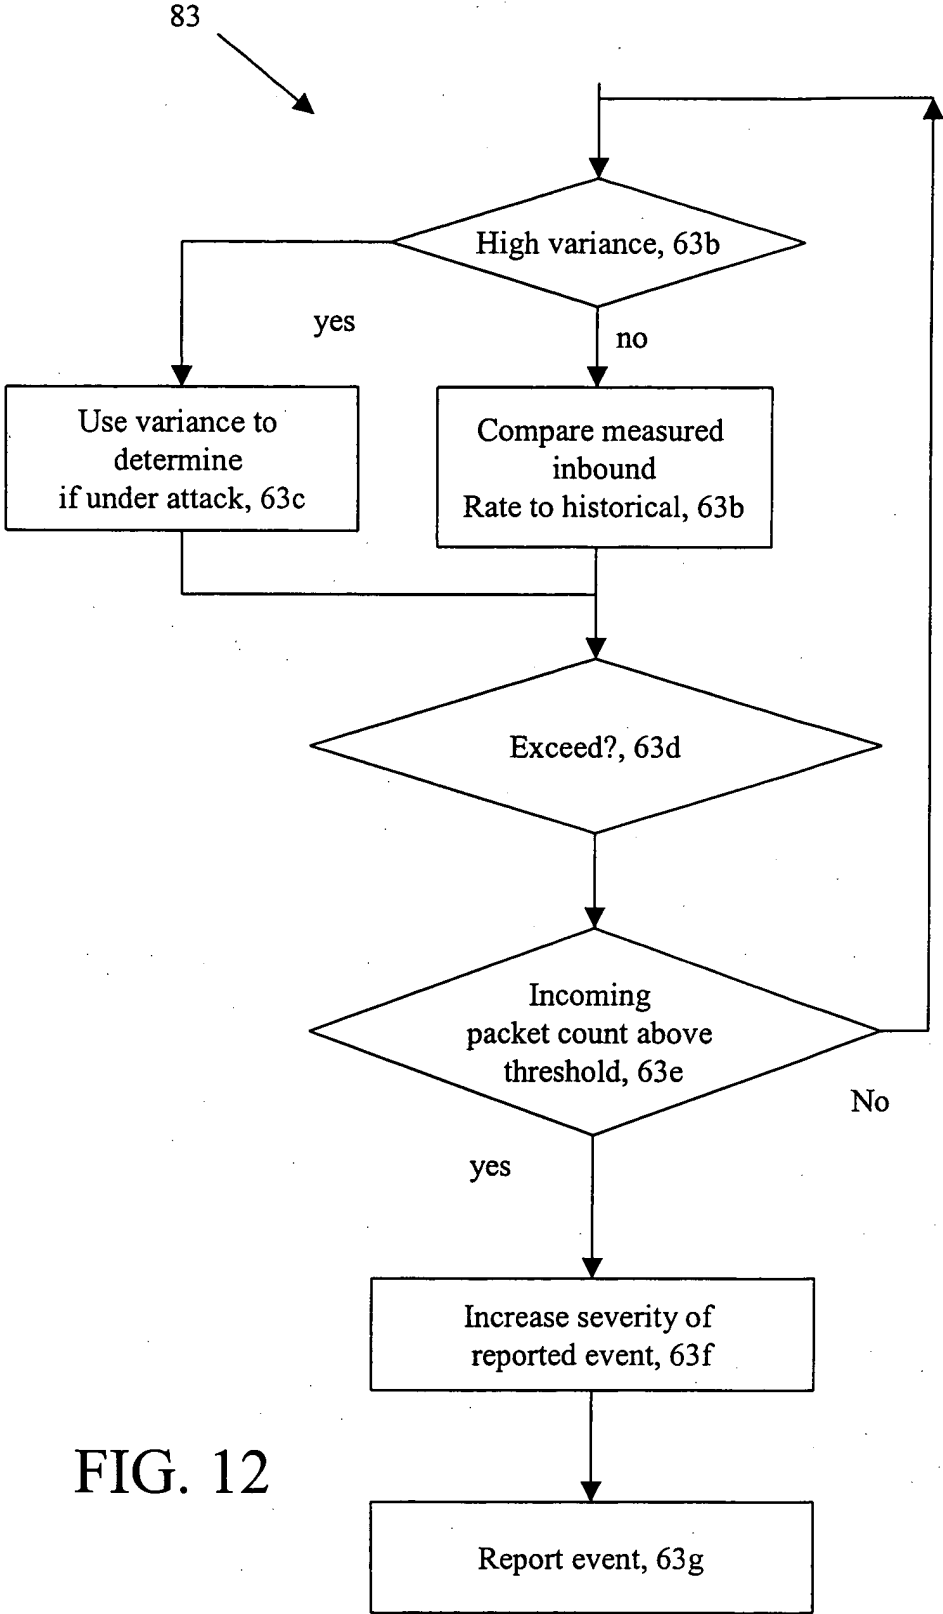 83
High variance, 63b
yes
no
Use variance to
determine
if under attack, 63c
Compare measured
inbound
Rate to historical, 63b
Exceed?, 63d
Incoming
packet count above
threshold, 63e
No
yes
Increase severity of
reported event, 63f
FIG. 12
Report event, 63g